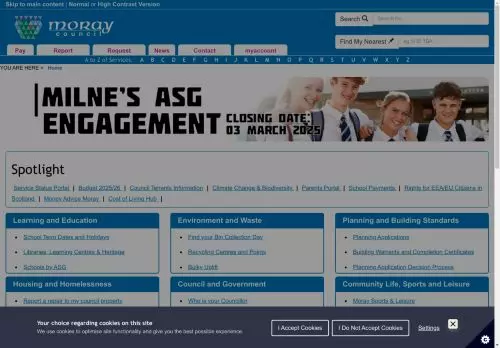 Skip to main content | Normal or High Contrast Version
moray
council
Search
Search for...
Find My Nearest
Pay Report Request News Contact myaccount
A to Z of Services: A B C D E F G H I J K L M N O P Q R S T U V W X Y Z
YOU ARE HERE » Home
MILNE'S ASG
ENGAGEMENT
CLOSING DATE:
03 MARCH 2025
Spotlight
Service Status Portal | Budget 2025/26 | Council Tenants Information | Climate Change & Biodiversity | Parents Portal | School Payments | Rights for EEA/EU Citizens in
Scotland | Money Advice Moray | Cost of Living Hub |
Learning and Education
School Term Dates and Holidays
Libraries, Learning Centres & Heritage
Schools by ASG
Environment and Waste
Find your Bin Collection Day
Recycling Centres and Points
Bulky Uplift
Planning and Building Standards
Planning Applications
Building Warrants and Completion Certificates
Planning Application Decision Process
Housing and Homelessness
Report a repair to my council property
Council and Government
Who is your Councillor
Community Life, Sports and Leisure
Moray Sports & Leisure
Your choice regarding cookies on this site
We use cookies to optimise site functionality and give you the best possible experience.
I Accept Cookies
I Do Not Accept Cookies
Settings